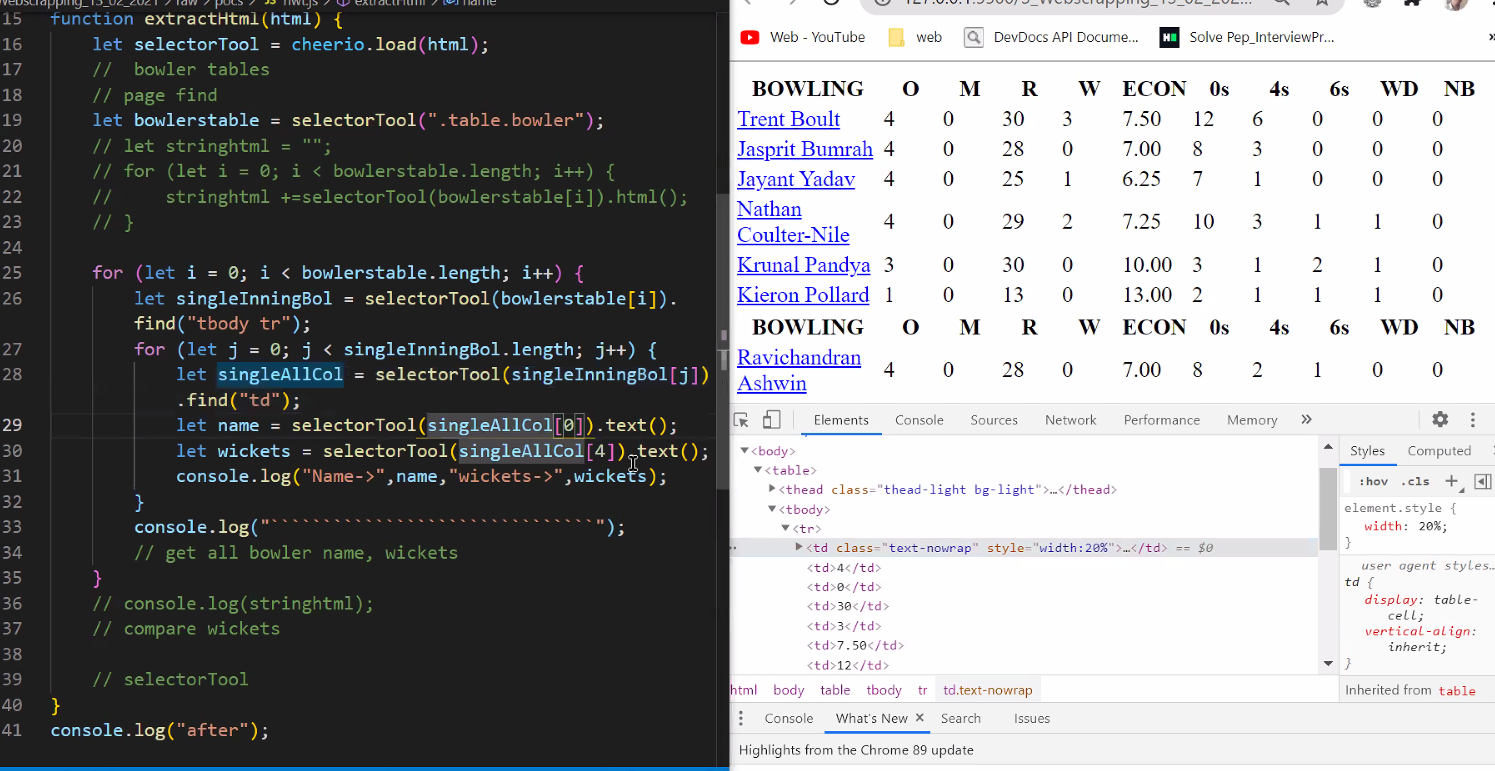 15 function extractHtml(html) {
16 let selectorTool = cheerio.load(html);
17 //  bowler tables
18 // page find
19 let bowlerstable = selectorTool(".table.bowler");
20 // let stringhtml = "";
21 // for (let i = 0; i < bowlerstable.length; i++) {
22 //     stringhtml +=selectorTool(bowlerstable[i]).html();
23 // }
24
25 for (let i = 0; i < bowlerstable.length; i++) {
26 let singleInningBol = selectorTool(bowlerstable[i]).
find("tbody tr");
27 for (let j = 0; j < singleInningBol.length; j++) {
28 let singleAllCol = selectorTool(singleInningBol[j])
.find("td");
29 let name = selectorTool(singleAllCol[0]).text();
30 let wickets = selectorTool(singleAllCol[4]).text();
31 console.log("Name->",name,"wickets->",wickets);
32 }
33 console.log("```````````````````````````````");
34 // get all bowler name, wickets
35 }
36 // console.log(stringhtml);
37 // compare wickets
38
39 // selectorTool
40 }
41 console.log("after");
Web - YouTube web DevDocs API Docume... Solve Pep_InterviewPr... »
BOWLING O M R W ECON 0s 4s 6s WD NB
Trent Boult 4 0 30 3 7.50 12 6 0 0 0
Jasprit Bumrah 4 0 28 0 7.00 8 3 0 0 0
Jayant Yadav 4 0 25 1 6.25 7 1 0 0 0
Nathan
Coulter-Nile 4 0 29 2 7.25 10 3 1 1 0
Krunal Pandya 3 0 30 0 10.00 3 1 2 1 0
Kieron Pollard 1 0 13 0 13.00 2 1 1 1 0
BOWLING O M R W ECON 0s 4s 6s WD NB
Ravichandran
Ashwin 4 0 28 0 7.00 8 2 1 0 0
Elements Console Sources Network Performance Memory »
<body>
<table>
<thead class="thead-light bg-light">…</thead>
<tbody>
<tr>
<td class="text-nowrap" style="width:20%">…</td> == $0
<td>4</td>
<td>0</td>
<td>30</td>
<td>3</td>
<td>7.50</td>
<td>12</td>
html body table tbody tr td.text-nowrap
Styles Computed
:hov .cls +
element.style {
width: 20%;
}
user agent styles…
td {
display: table-
cell;
vertical-align:
inherit;
}
Inherited from table
Console What's New × Search Issues
Highlights from the Chrome 89 update